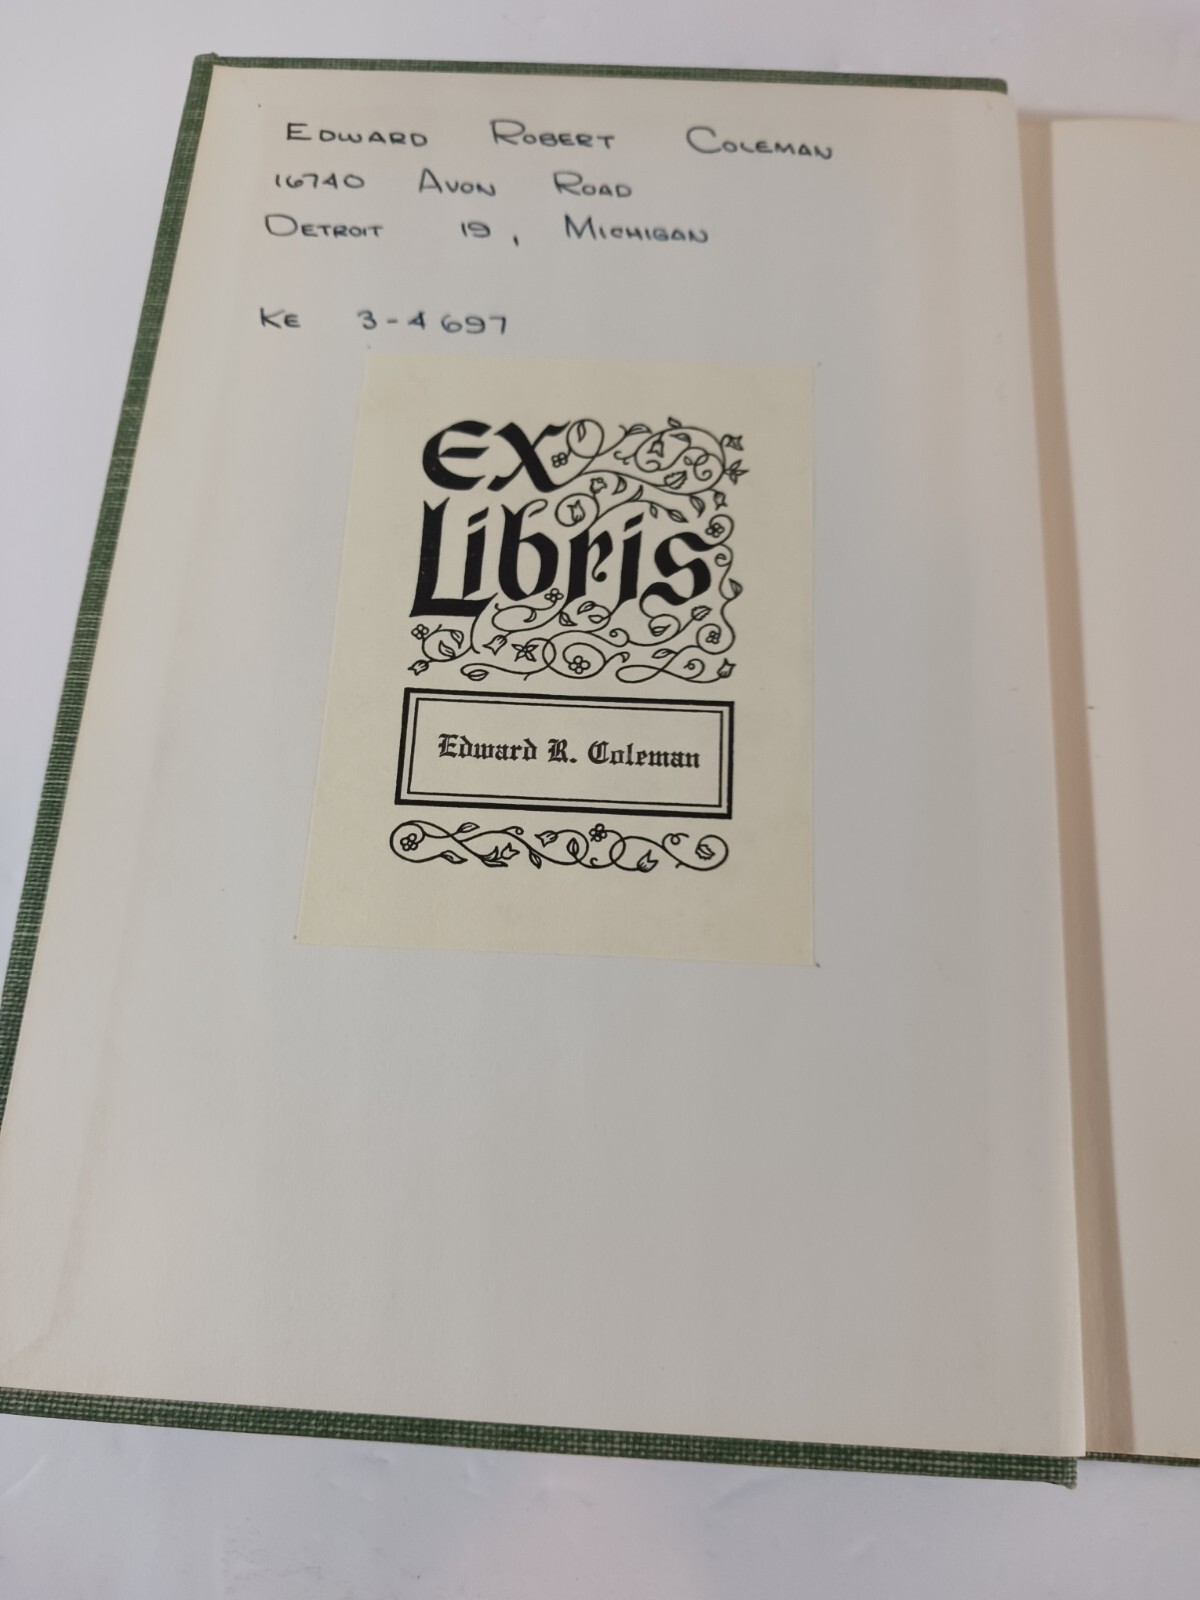 EDWARD ROBERT COLEMAN
16740 AVON ROAD
DETROIT 19, MICHIGAN
KE 3-4697
Ex
Libris
Edward R. Coleman